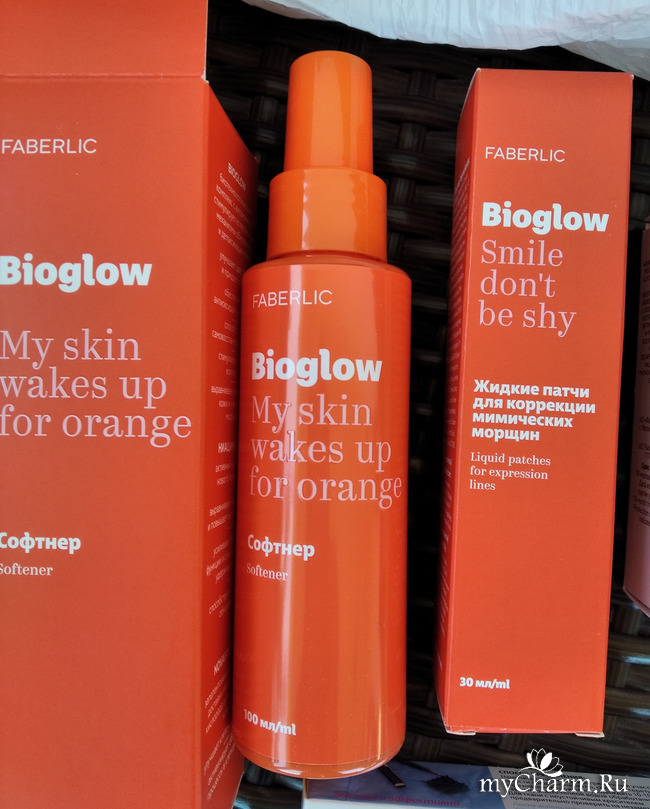 FABERLIC
Bioglow
My skin
wakes up
for orange
Софтнер
Softener
BIOGLOW
FABERLIC
Bioglow
My skin
wakes up
for orange
Софтнер
Softener
100 мл/ml
FABERLIC
Bioglow
Smile
don't
be shy
Жидкие патчи
для коррекции
мимических
морщин
Liquid patches
for expression
lines
30 мл/ml
myCharm.Ru